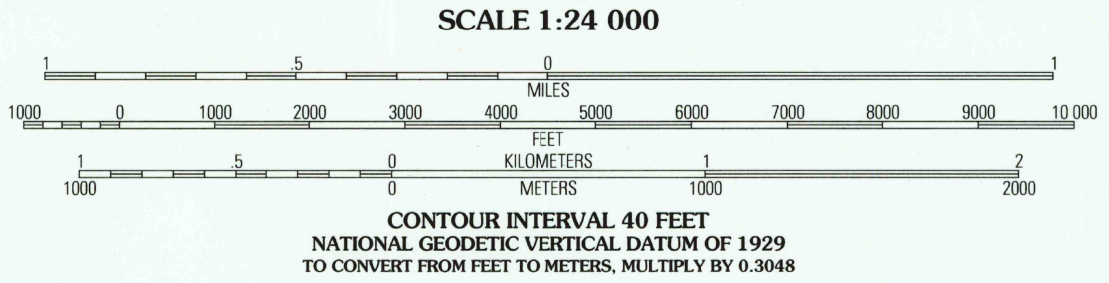 SCALE 1:24 000
1 .5 0 1
MILES
1000 0 1000 2000 3000 4000 5000 6000 7000 8000 9000 10 000
FEET
1 .5 0 KILOMETERS 1 2
1000 0 METERS 1000 2000
CONTOUR INTERVAL 40 FEET
NATIONAL GEODETIC VERTICAL DATUM OF 1929
TO CONVERT FROM FEET TO METERS, MULTIPLY BY 0.3048